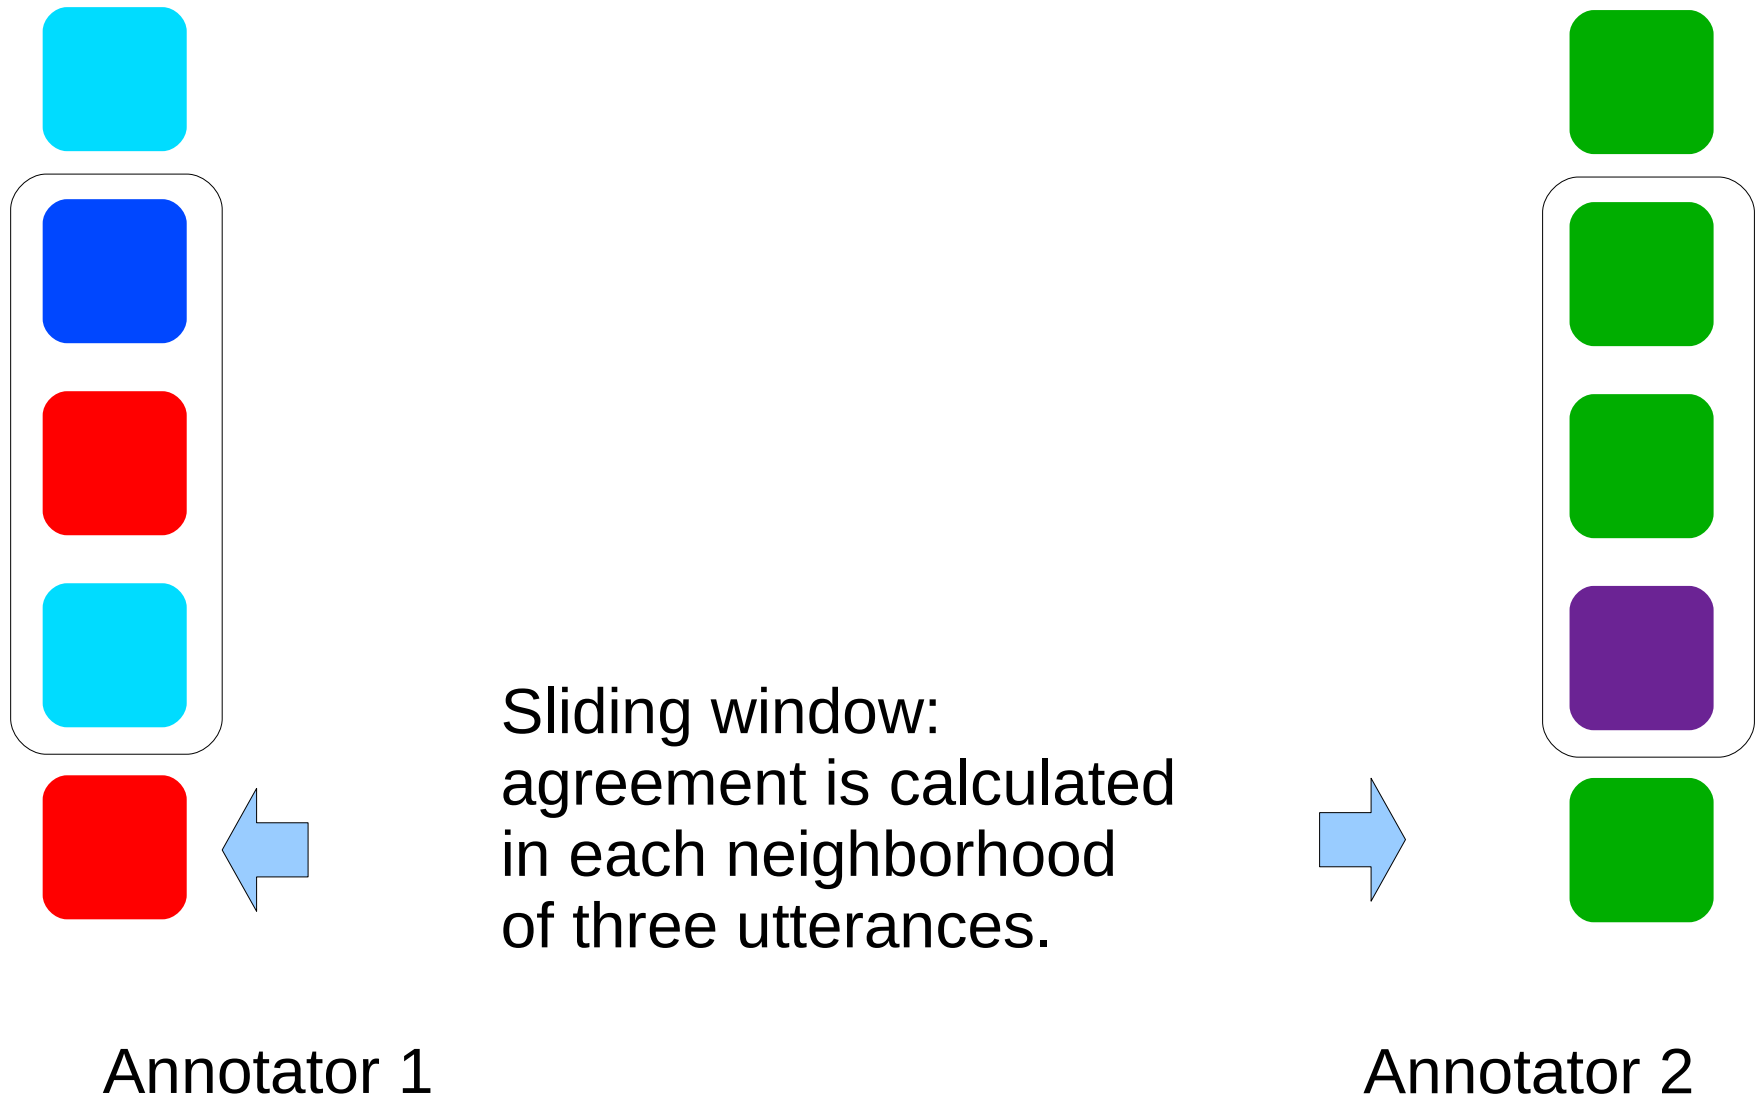 Sliding window:
agreement is calculated
in each neighborhood
of three utterances.
Annotator 1
Annotator 2